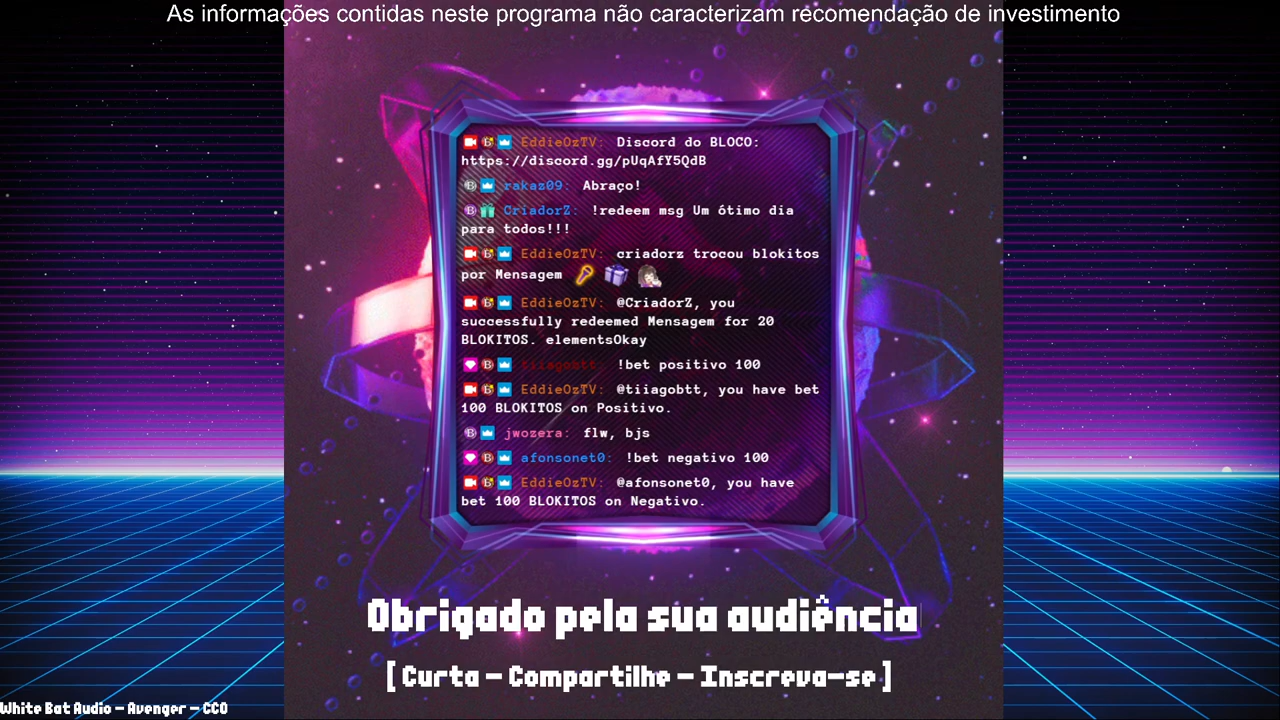 As informações contidas neste programa não caracterizam recomendação de investimento
EddieOzTV: Discord do BLOCO:
https://discord.gg/pUqAfY5QdB
rakaz09: Abraço!
CriadorZ: !redeem msg Um ótimo dia
para todos!!!
EddieOzTV: criadorz trocou blokitos
por Mensagem
EddieOzTV: @CriadorZ, you
successfully redeemed Mensagem for 20
BLOKITOS. elementsOkay
tiiagobtt: !bet positivo 100
EddieOzTV: @tiiagobtt, you have bet
100 BLOKITOS on Positivo.
jwozera: flw, bjs
afonsonet0: !bet negativo 100
EddieOzTV: @afonsonet0, you have
bet 100 BLOKITOS on Negativo.
Obrigado pela sua audiência
[ Curta - Compartilhe - Inscreva-se ]
White Bat Audio - Avenger - CC0